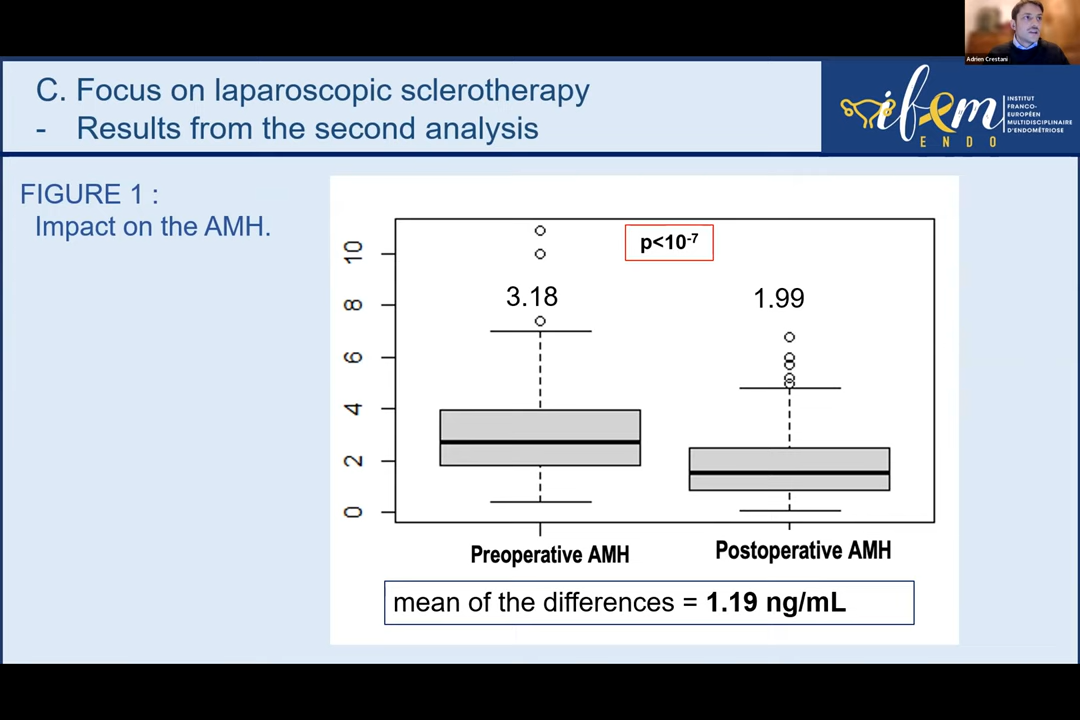 Adrien Crestani
C. Focus on laparoscopic sclerotherapy
- Results from the second analysis
ifem
ENDO
INSTITUT
FRANCO-
EUROPÉEN
MULTIDISCIPLINAIRE
D'ENDOMÉTRIOSE
FIGURE 1 :
Impact on the AMH.
p<10-7
3.18
1.99
10
8
6
4
2
0
Preoperative AMH
Postoperative AMH
mean of the differences = 1.19 ng/mL